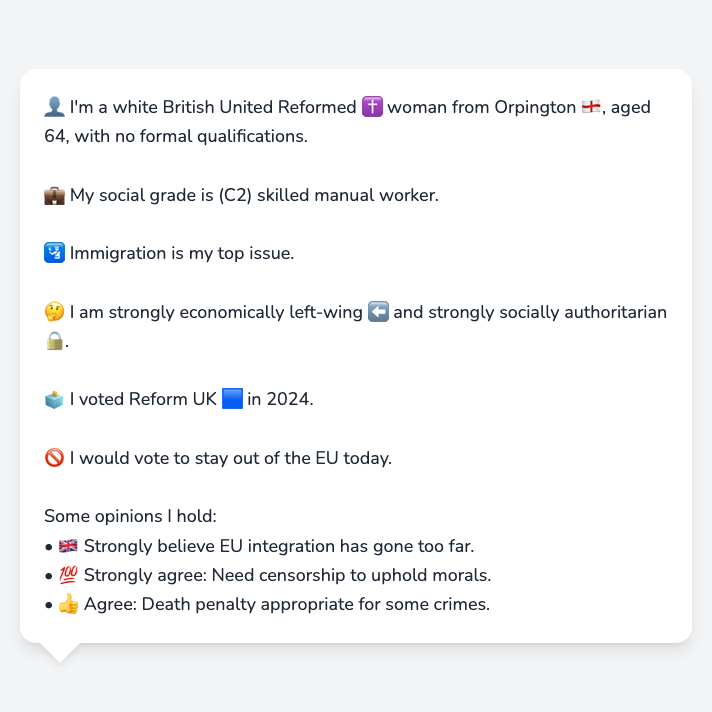 👤 I'm a white British United Reformed ✝️ woman from Orpington 🏴󠁧󠁢󠁥󠁮󠁧󠁿, aged
64, with no formal qualifications.
💼 My social grade is (C2) skilled manual worker.
🛂 Immigration is my top issue.
🤔 I am strongly economically left-wing ⬅️ and strongly socially authoritarian
🔒.
🗳️ I voted Reform UK 🟦 in 2024.
🚫 I would vote to stay out of the EU today.
Some opinions I hold:
• 🇬🇧 Strongly believe EU integration has gone too far.
• 💯 Strongly agree: Need censorship to uphold morals.
• 👍 Agree: Death penalty appropriate for some crimes.